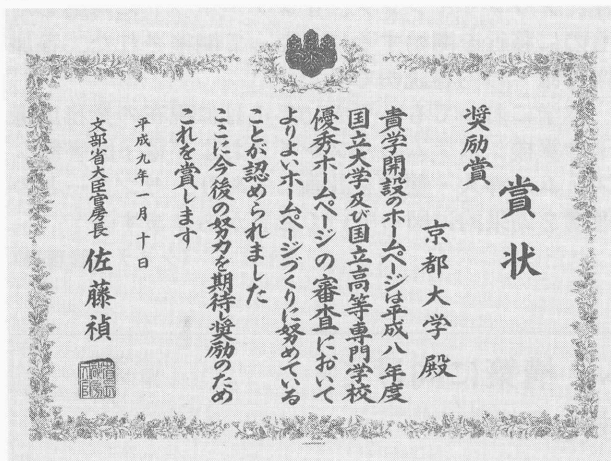 賞状
奨励賞
京都大学殿
貴学開設のホームページは平成八年度
国立大学及び国立高等専門学校
優秀ホームページの審査において
よりよいホームページづくりに努めている
ことが認められました
ここに今後の努力を期待し奨励のため
これを賞します
平成九年一月十日
文部省大臣官房長 佐藤禎